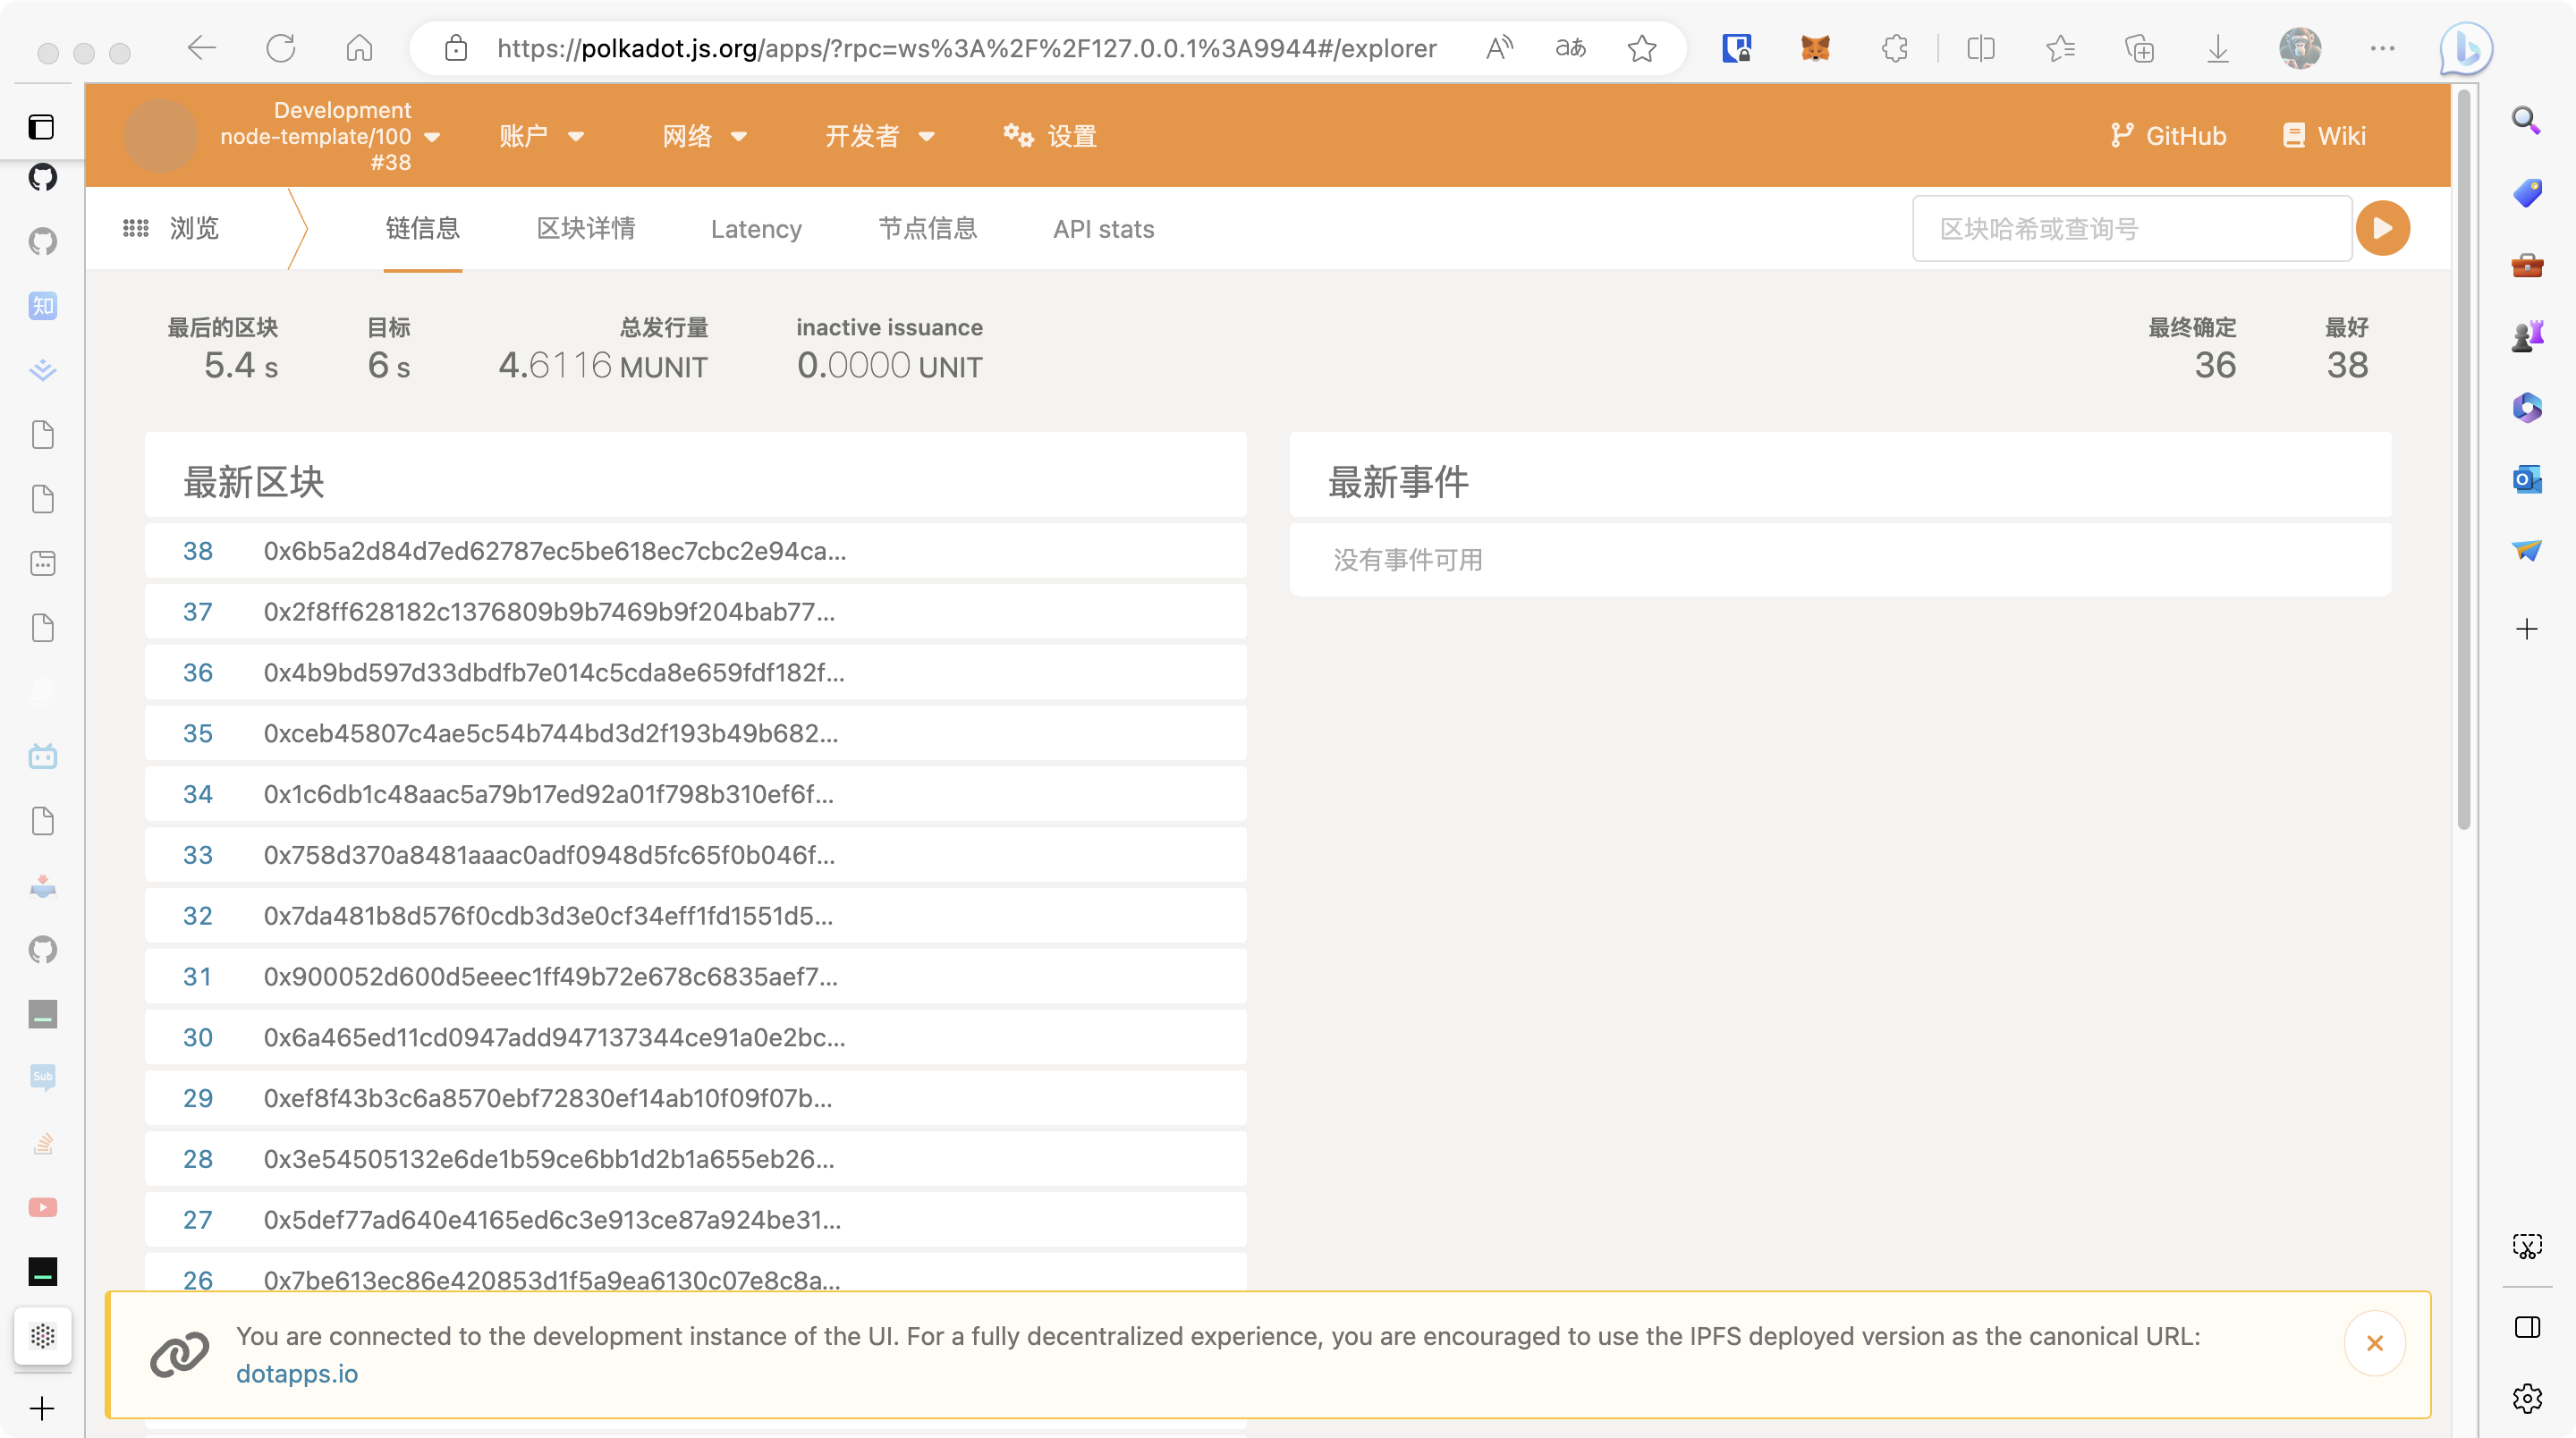 https://polkadot.js.org/apps/?rpc=ws%3A%2F%2F127.0.0.1%3A9944#/explorer
Development
node-template/100
#38
账户
网络
开发者
设置
GitHub
Wiki
浏览
链信息
区块详情
Latency
节点信息
API stats
区块哈希或查询号
最后的区块
5.4 s
目标
6 s
总发行量
4.6116 MUNIT
inactive issuance
0.0000 UNIT
最终确定
36
最好
38
最新区块
38 0x6b5a2d84d7ed62787ec5be618ec7cbc2e94ca...
37 0x2f8ff628182c1376809b9b7469b9f204bab77...
36 0x4b9bd597d33dbdfb7e014c5cda8e659fdf182f...
35 0xceb45807c4ae5c54b744bd3d2f193b49b682...
34 0x1c6db1c48aac5a79b17ed92a01f798b310ef6f...
33 0x758d370a8481aaac0adf0948d5fc65f0b046f...
32 0x7da481b8d576f0cdb3d3e0cf34eff1fd1551d5...
31 0x900052d600d5eeec1ff49b72e678c6835aef7...
30 0x6a465ed11cd0947add947137344ce91a0e2bc...
29 0xef8f43b3c6a8570ebf72830ef14ab10f09f07b...
28 0x3e54505132e6de1b59ce6bb1d2b1a655eb26...
27 0x5def77ad640e4165ed6c3e913ce87a924be31...
26 0x7be613ec86e420853d1f5a9ea6130c07e8c8a...
最新事件
没有事件可用
You are connected to the development instance of the UI. For a fully decentralized experience, you are encouraged to use the IPFS deployed version as the canonical URL:
dotapps.io
知
Sub